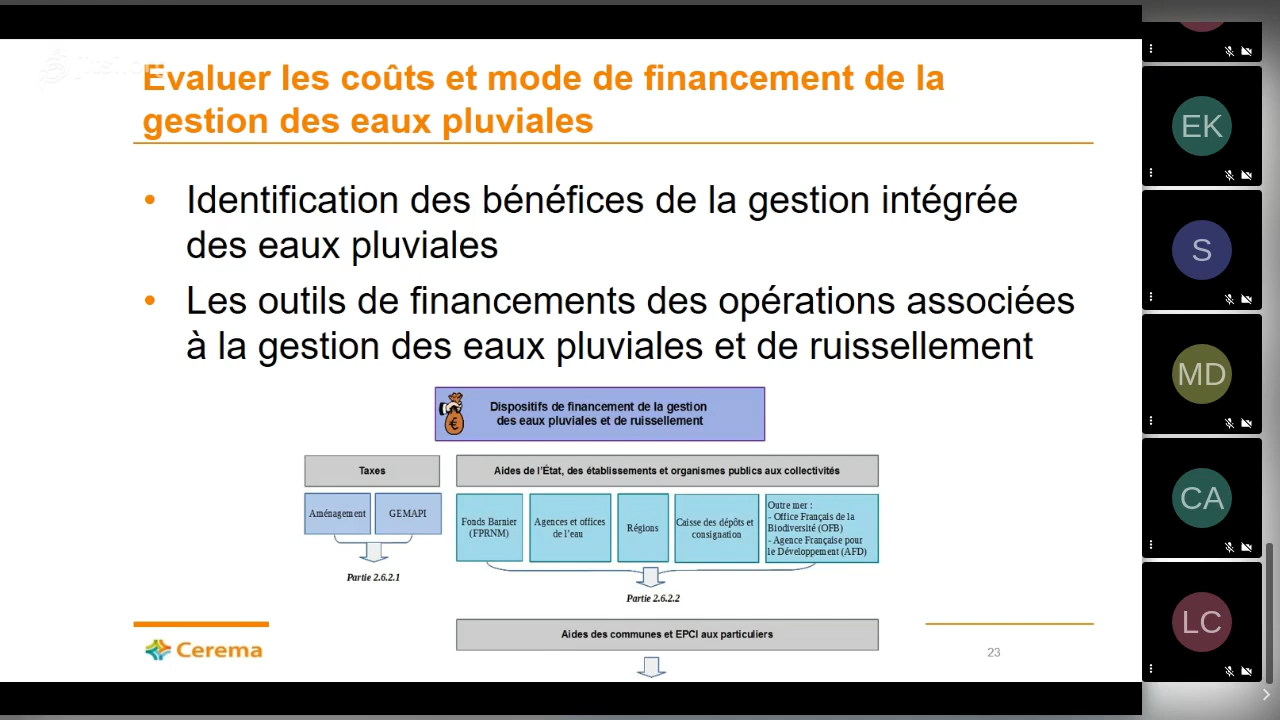 Evaluer les coûts et mode de financement de la
gestion des eaux pluviales
• Identification des bénéfices de la gestion intégrée
des eaux pluviales
• Les outils de financements des opérations associées
à la gestion des eaux pluviales et de ruissellement
Dispositifs de financement de la gestion
des eaux pluviales et de ruissellement
Taxes
Aides de l'État, des établissements et organismes publics aux collectivités
Aménagement
GEMAPI
Fonds Barnier
(FPRNM)
Agences et offices
de l'eau
Régions
Caisse des dépôts et
consignation
Outre mer :
- Office Français de la
Biodiversité (OFB)
- Agence Française pour
le Développement (AFD)
Partie 2.6.2.1
Partie 2.6.2.2
Aides des communes et EPCI aux particuliers
Cerema
23
EK
S
MD
CA
LC